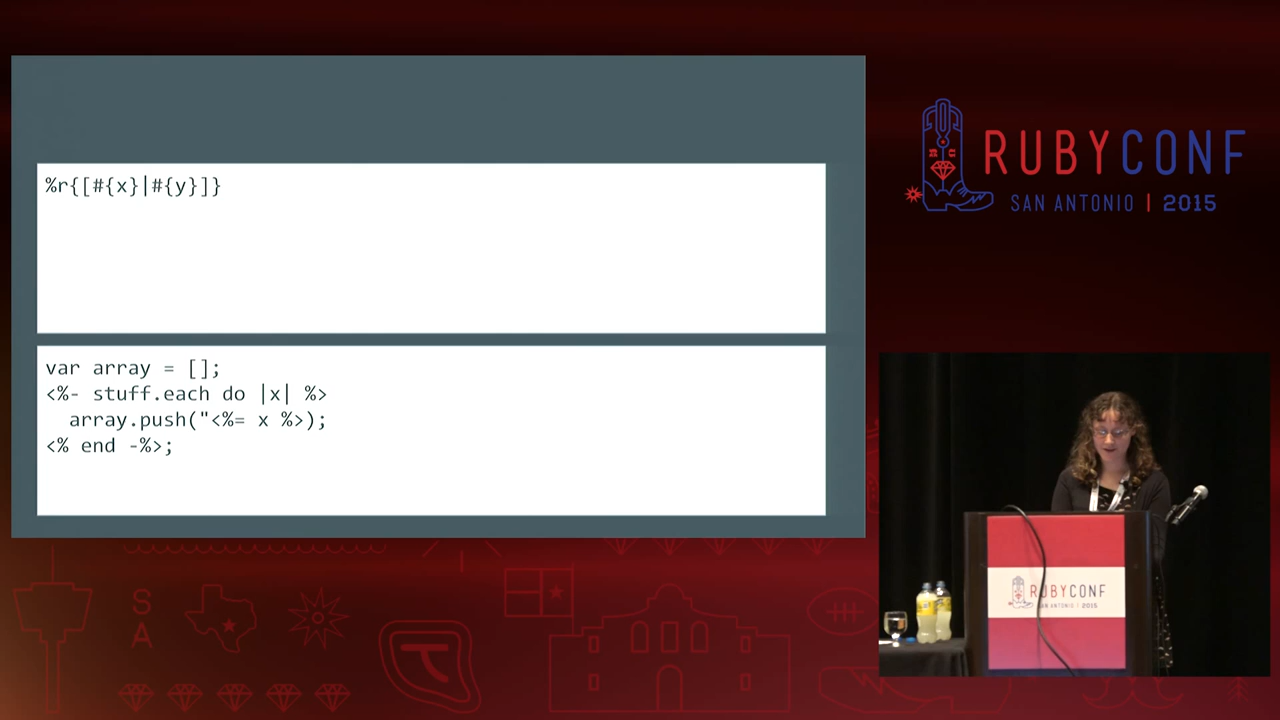 %r{[#{x}|#{y}]}
var array = [];
<%- stuff.each do |x| %>
  array.push("<%= x %>);
<% end -%>;
RUBYCONF
SAN ANTONIO | 2015
RUBYCONF
SAN ANTONIO | 2015
S
A